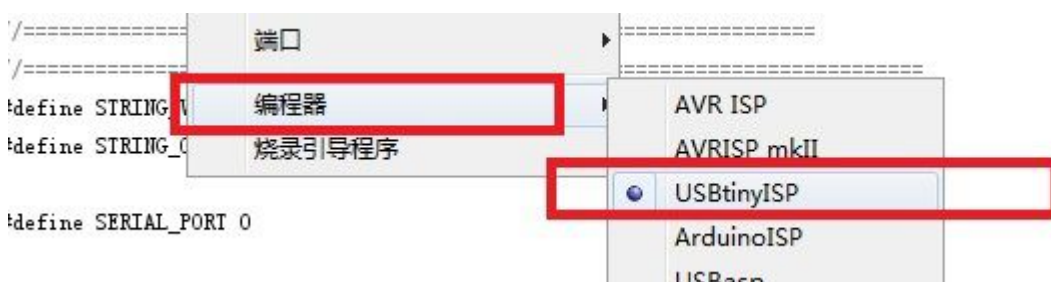 //=================
=================
//=================
=================
端口
编程器
烧录引导程序
#define STRING_
#define STRING_
#define SERIAL_PORT 0
AVR ISP
AVRISP mkII
USBtinyISP
ArduinoISP
USBasp